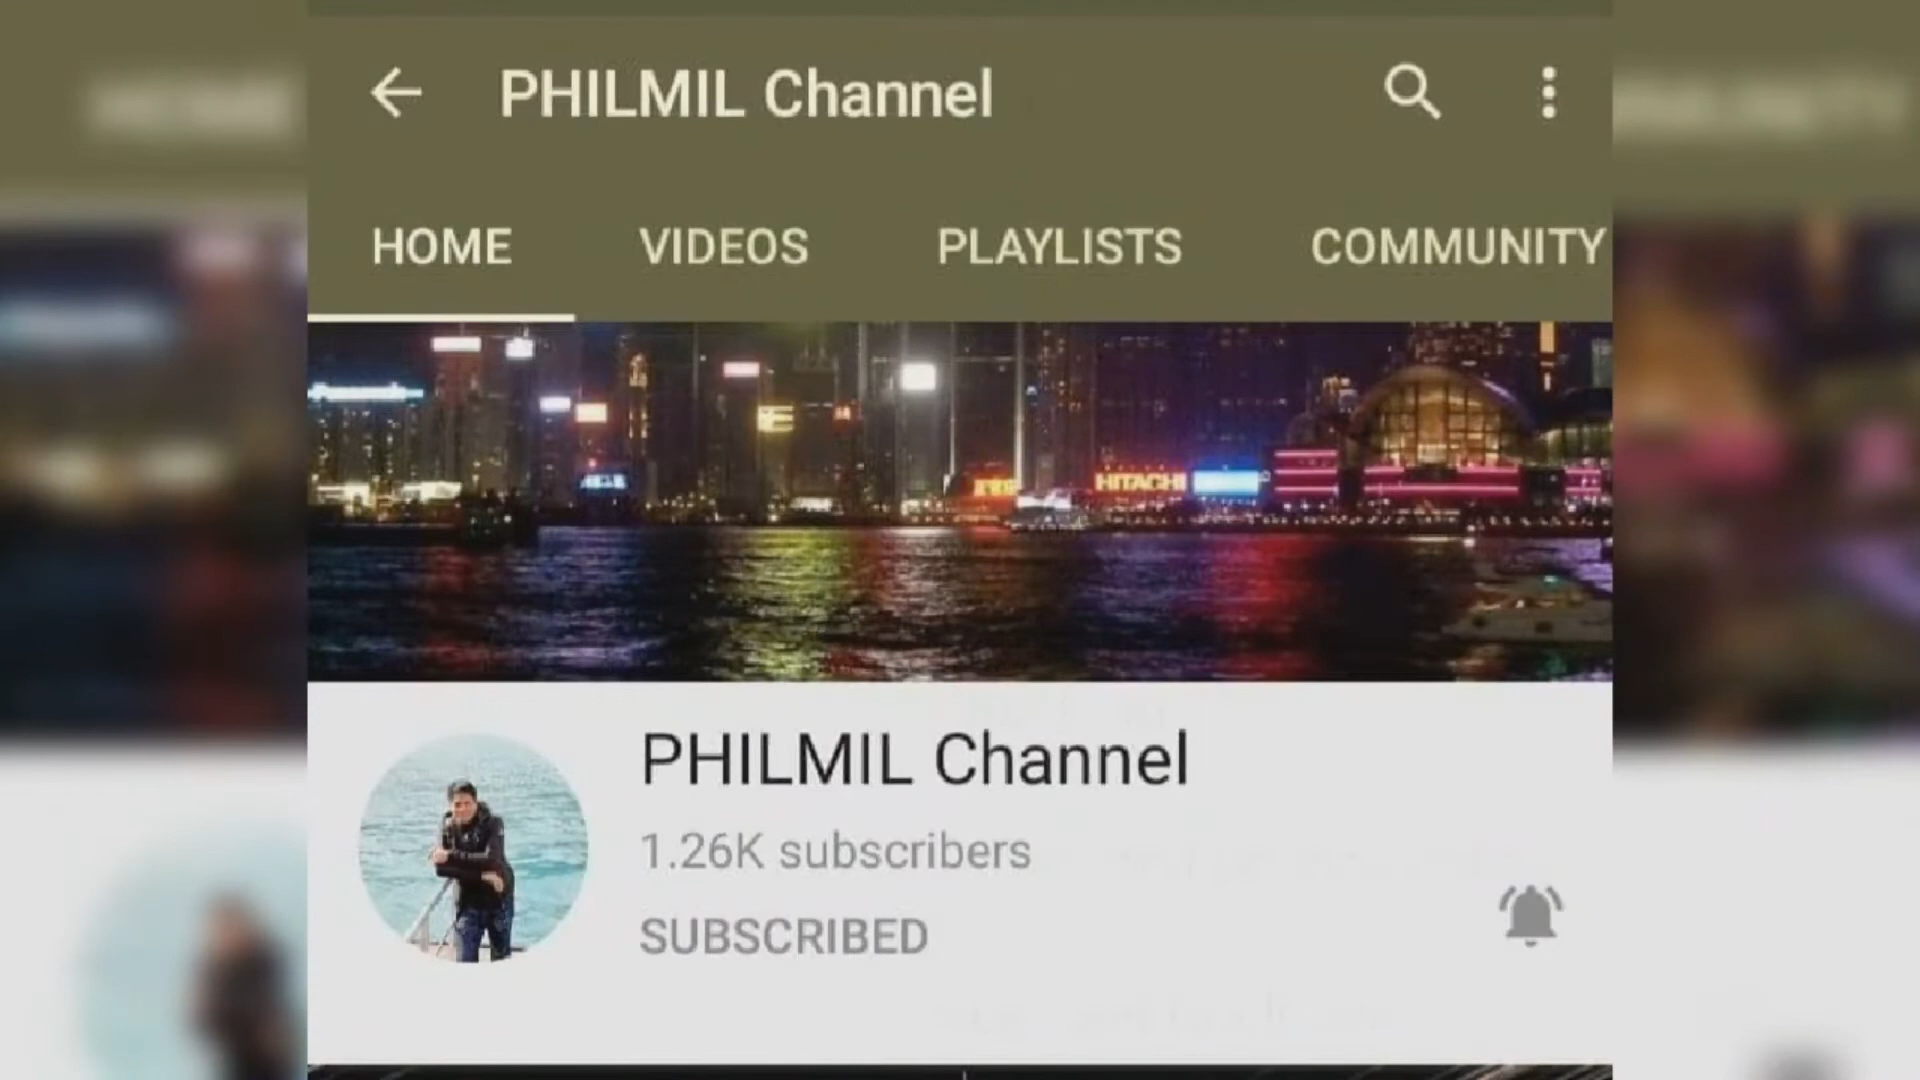 PHILMIL Channel
HOME VIDEOS PLAYLISTS COMMUNITY
HITACHI
PHILMIL Channel
1.26K subscribers
SUBSCRIBED